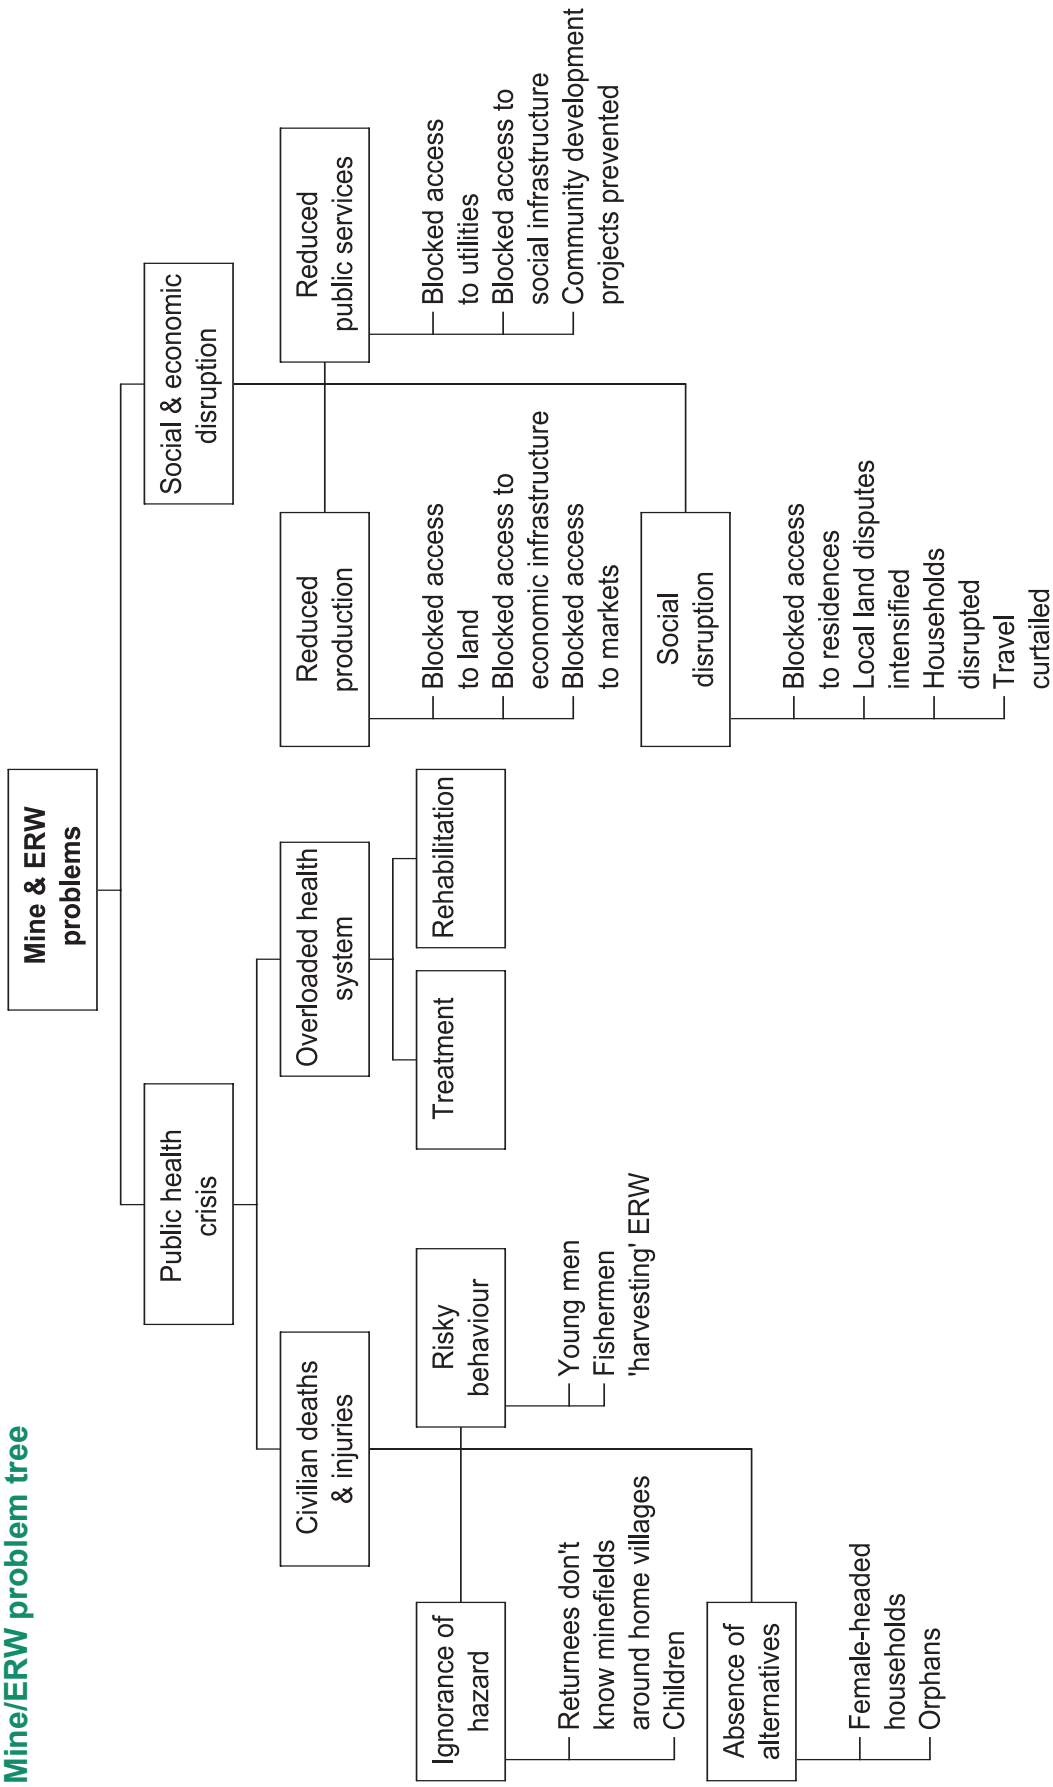 Mine/ERW problem tree
Mine & ERW
problems
Public health
crisis
Social & economic
disruption
Civilian deaths
& injuries
Overloaded health
system
Reduced
production
Reduced
public services
Ignorance of
hazard
Risky
behaviour
Treatment
Rehabilitation
Blocked access
to land
Blocked access to
economic infrastructure
Blocked access
to markets
Blocked access
to utilities
Blocked access to
social infrastructure
Community development
projects prevented
Returnees don't
know minefields
around home villages
Children
Young men
Fishermen
'harvesting' ERW
Social
disruption
Absence of
alternatives
Blocked access
to residences
Local land disputes
intensified
Households
disrupted
Travel
curtailed
Female-headed
households
Orphans